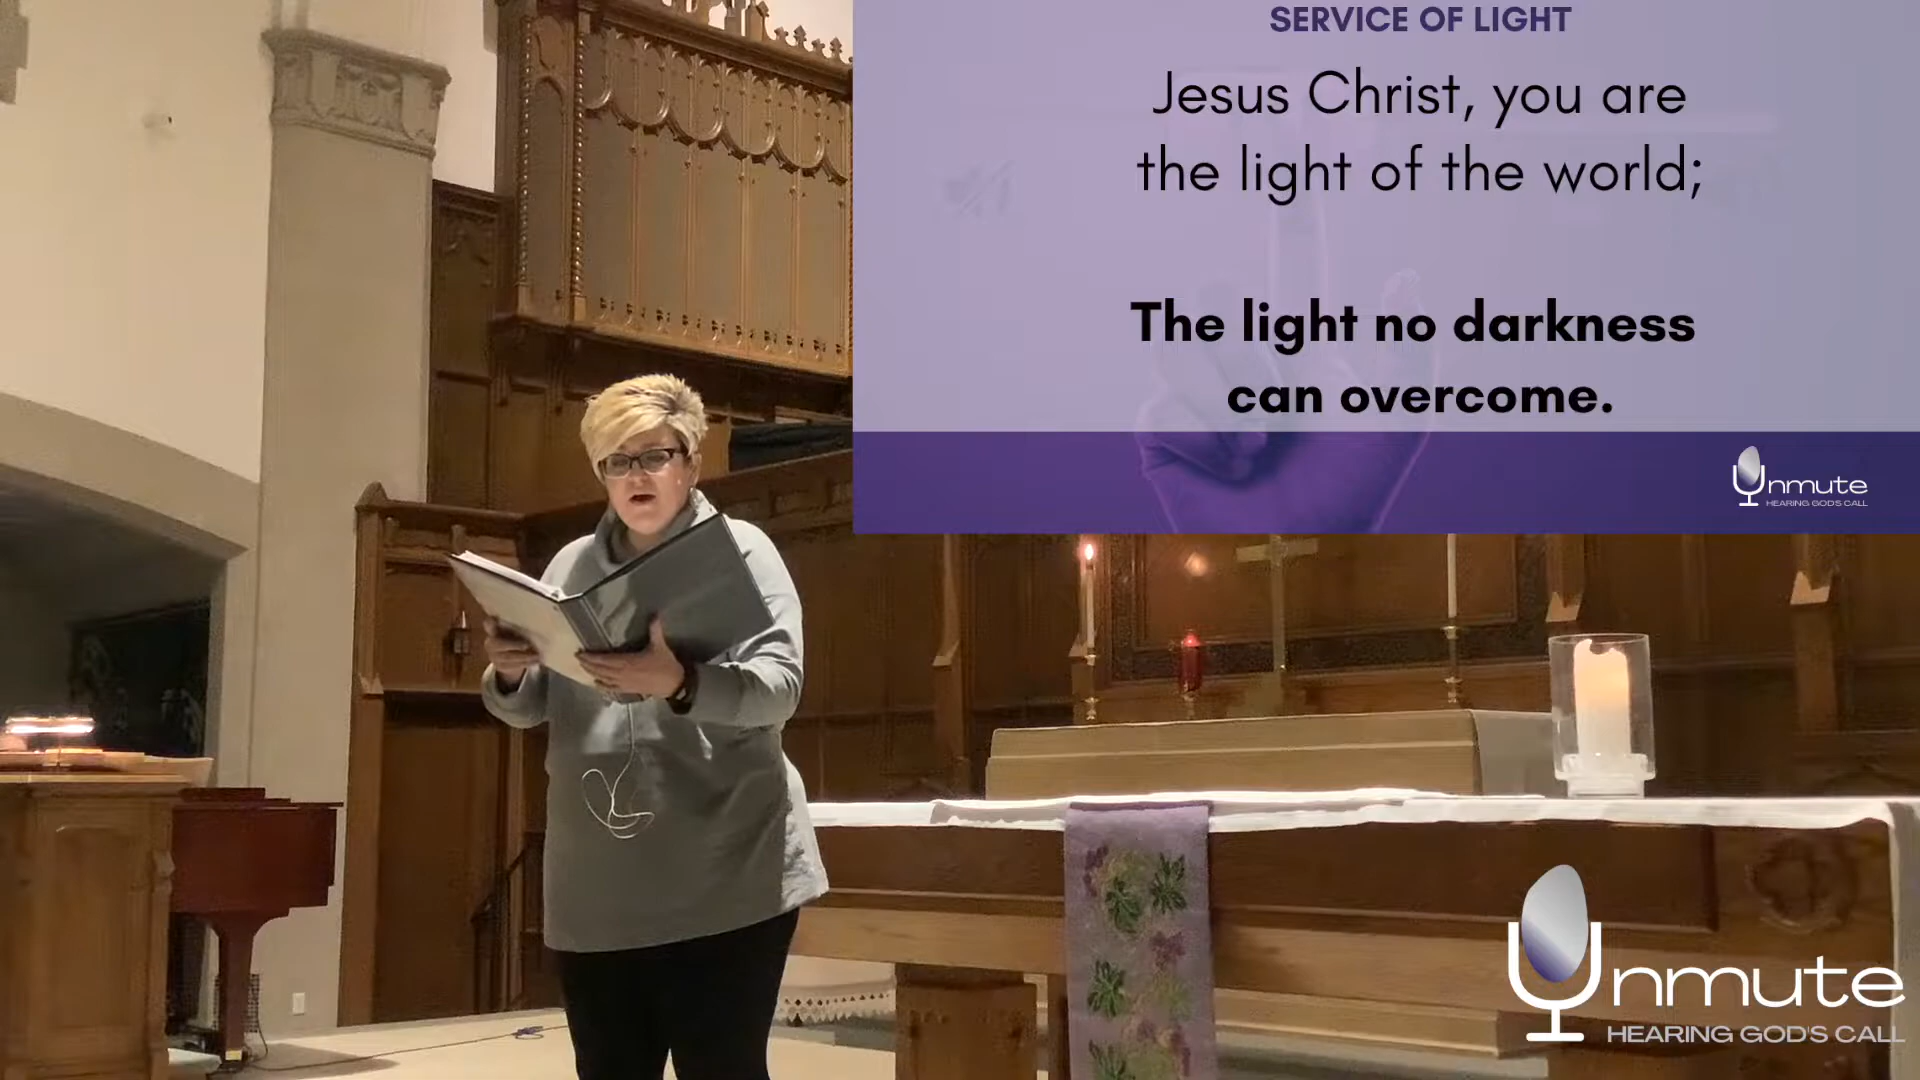 SERVICE OF LIGHT
Jesus Christ, you are
the light of the world;
The light no darkness
can overcome.
Unmute
HEARING GOD'S CALL
Unmute
HEARING GOD'S CALL